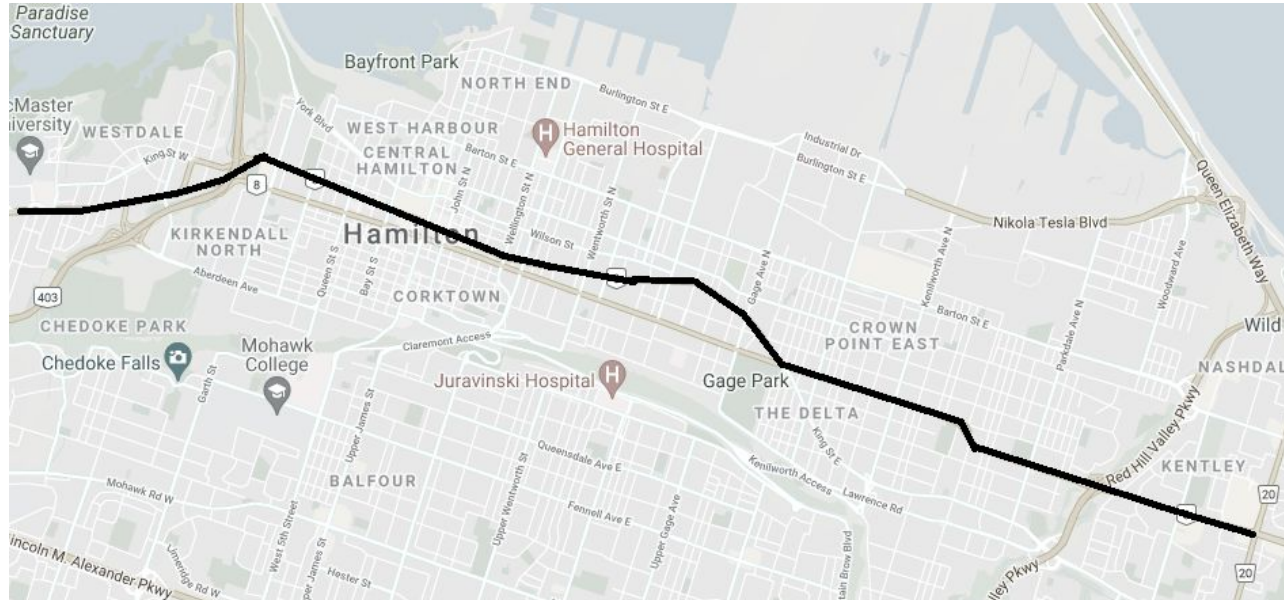 Paradise
Sanctuary
cMaster
niversity
WESTDALE
King St W
York Blvd
Bayfront Park
NORTH END
Burlington St E
WEST HARBOUR
CENTRAL
HAMILTON
Barton St E
Hamilton
General Hospital
Industrial Dr
Burlington St E
Queen Elizabeth Way
8
John St N
Wellington St N
Wentworth St N
Wilson St
Nikola Tesla Blvd
KIRKENDALL
NORTH
Hamilton
Queen St S
Bay St S
Aberdeen Ave
Gage Ave N
Kenilworth Ave N
Woodward Ave
403
CORKTOWN
CHEDOKE PARK
Claremont Access
Barton St E
Parkdale Ave N
Wild
CROWN
POINT EAST
Chedoke Falls
Mohawk
College
Garth St
Juravinski Hospital
Gage Park
NASHDAL
THE DELTA
King St E
Upper James St
Queensdale Ave E
Kenilworth Access
Lawrence Rd
Red Hill Valley Pkwy
KENTLEY
BALFOUR
Mohawk Rd W
Upper Wentworth St
Fennell Ave E
Upper Gage Ave
20
West 5th Street
Upper James St
Hester St
Limeridge Rd W
incoln M. Alexander Pkwy
tain Brow Blvd
lley Pkwy
20